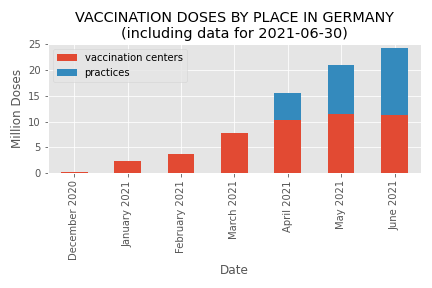 VACCINATION DOSES BY PLACE IN GERMANY
(including data for 2021-06-30)
Million Doses
25
20
15
10
5
0
vaccination centers
practices
December 2020
January 2021
February 2021
March 2021
April 2021
May 2021
June 2021
Date